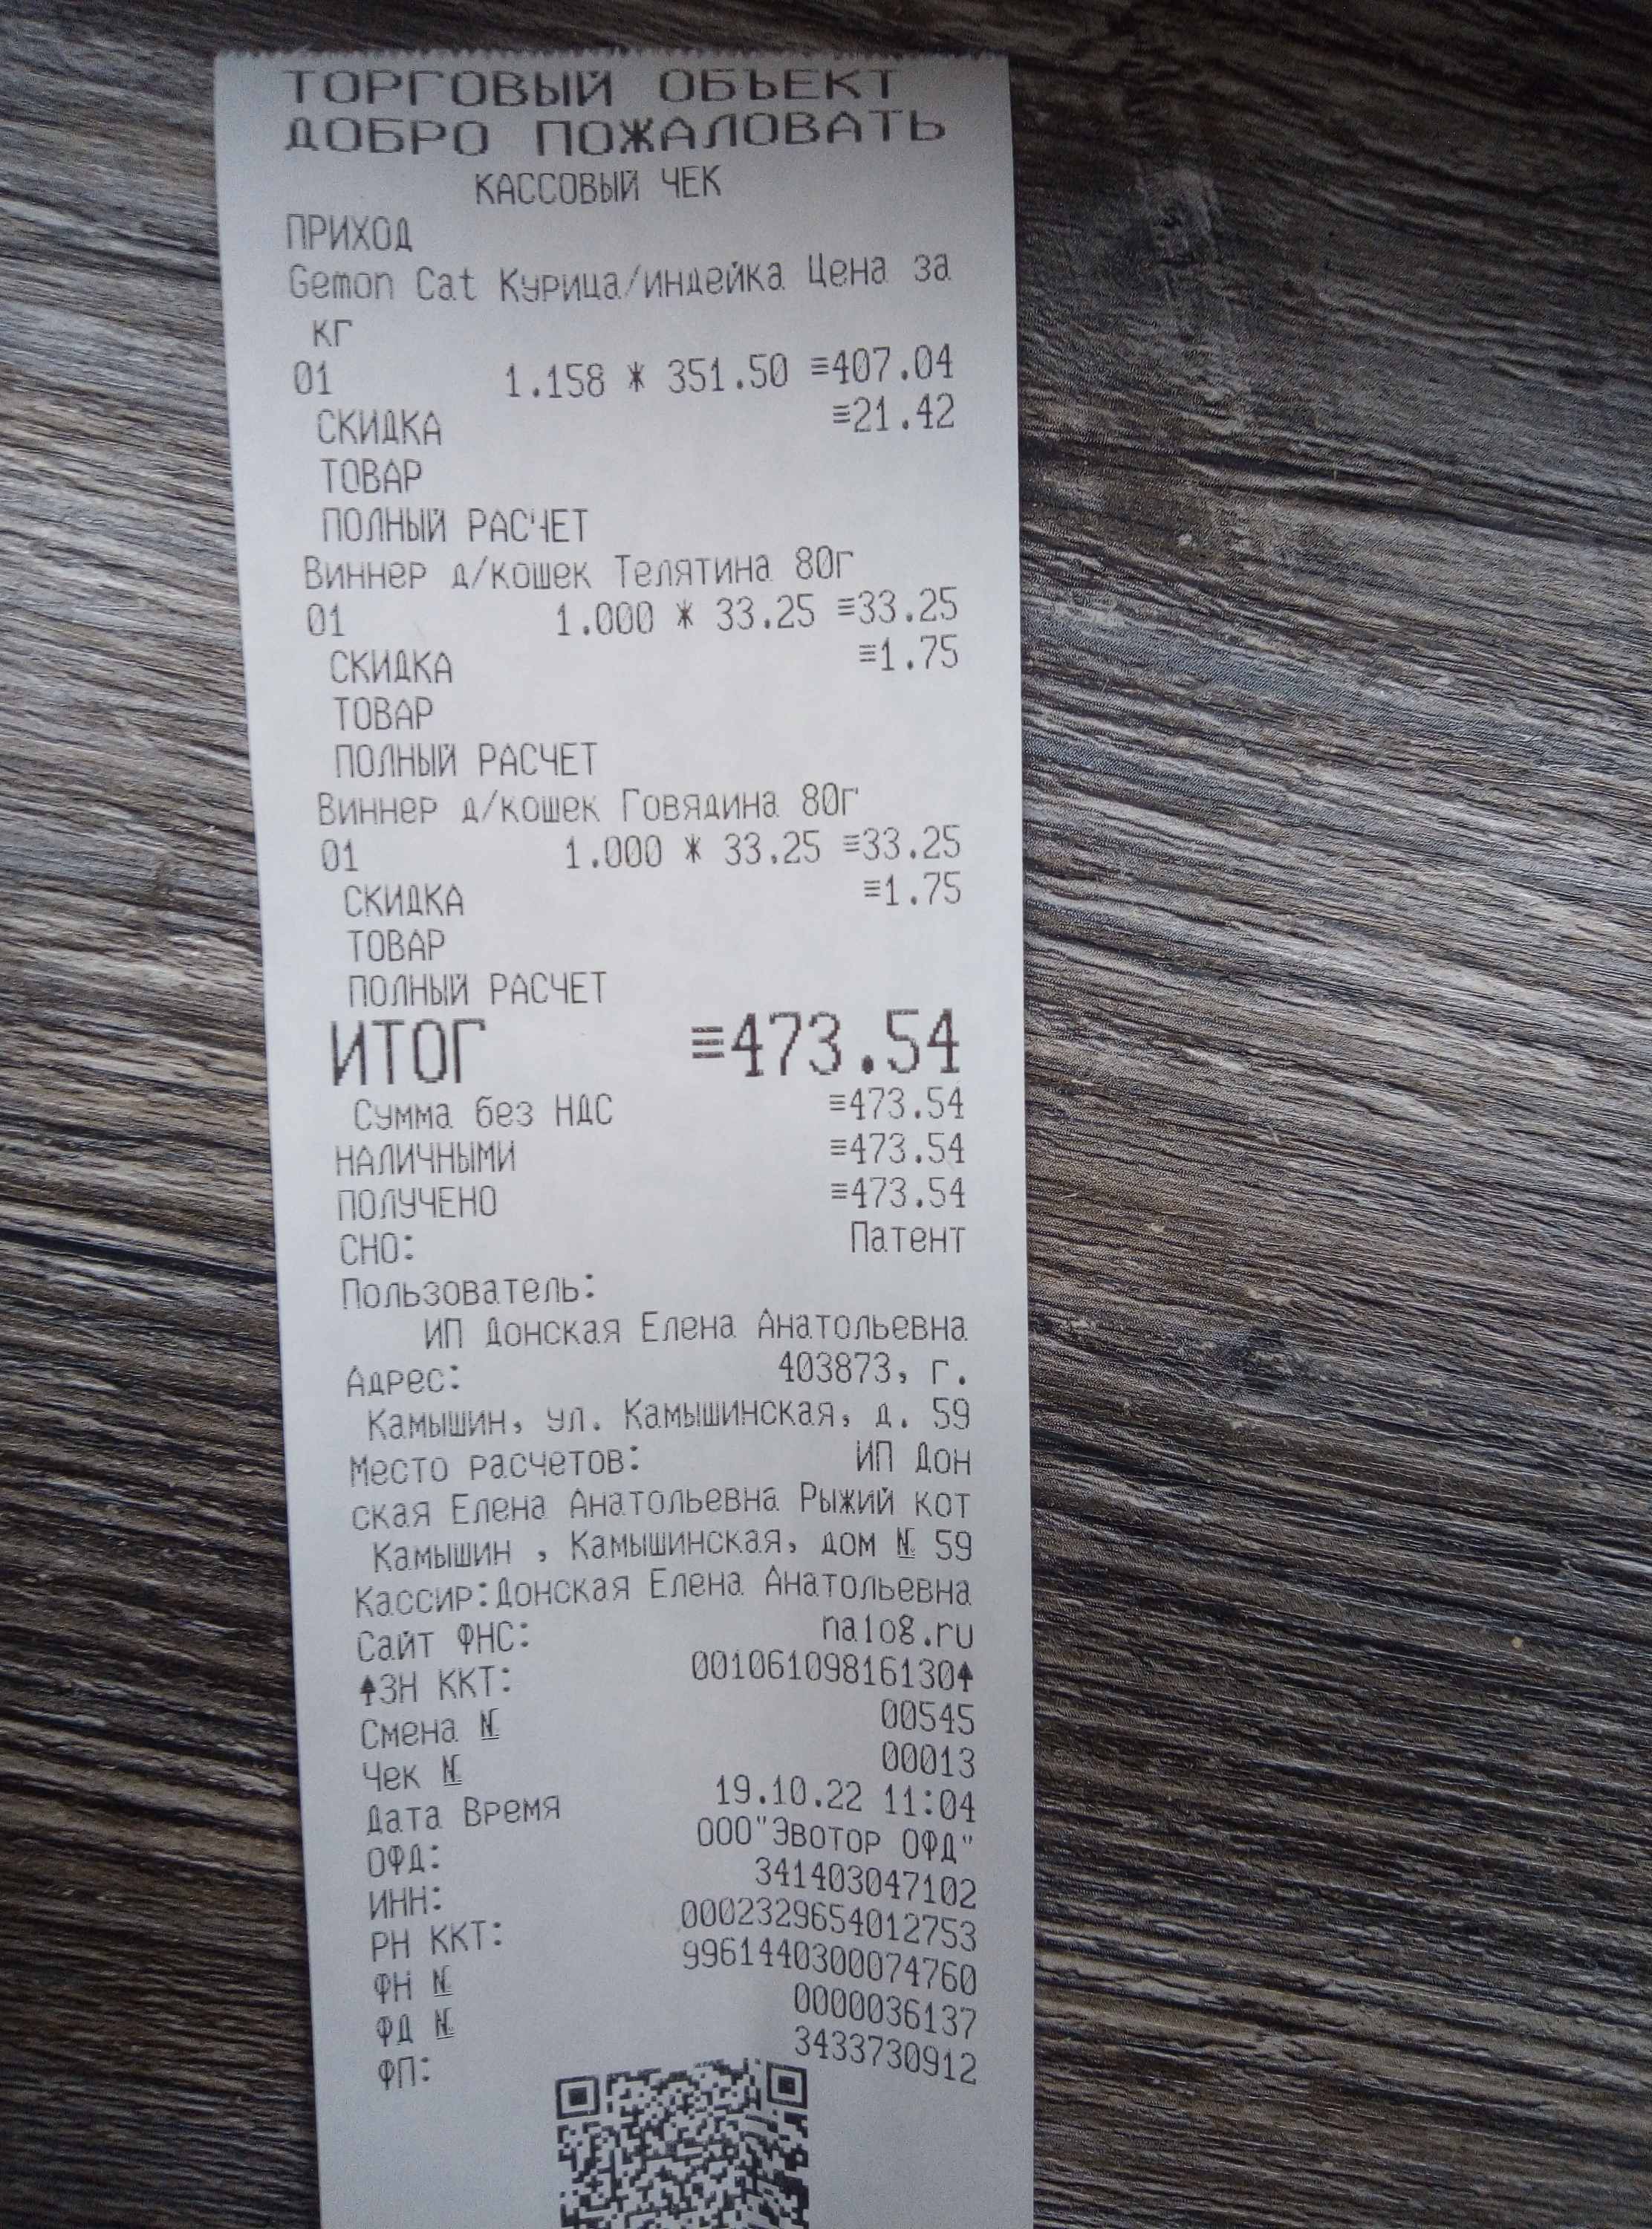 ТОРГОВЫЙ ОБЪЕКТ
ДОБРО ПОЖАЛОВАТЬ
КАССОВЫЙ ЧЕК
ПРИХОД
Gemon Cat Курица/индейка Цена за
кг
01 1.158 * 351.50 ≡407.04
СКИДКА ≡21.42
ТОВАР
ПОЛНЫЙ РАСЧЕТ
Виннер д/кошек Телятина 80г
01 1.000 * 33.25 ≡33.25
СКИДКА ≡1.75
ТОВАР
ПОЛНЫЙ РАСЧЕТ
Виннер д/кошек Говядина 80г
01 1.000 * 33.25 ≡33.25
СКИДКА ≡1.75
ТОВАР
ПОЛНЫЙ РАСЧЕТ
ИТОГ ≡473.54
Сумма без НДС ≡473.54
НАЛИЧНЫМИ ≡473.54
ПОЛУЧЕНО ≡473.54
СНО: Патент
Пользователь:
ИП Донская Елена Анатольевна
Адрес: 403873, г.
Камышин, ул. Камышинская, д. 59
Место расчетов: ИП Дон
ская Елена Анатольевна Рыжий кот
Камышин , Камышинская, дом № 59
Кассир:Донская Елена Анатольевна
Сайт ФНС: nalog.ru
↑ЗН ККТ: 00106109816130↑
Смена № 00545
Чек № 00013
Дата Время 19.10.22 11:04
ОФД: ООО"Эвотор ОФД"
ИНН: 341403047102
РН ККТ: 0002329654012753
ФН № 9961440300074760
ФД № 0000036137
ФП: 3433730912